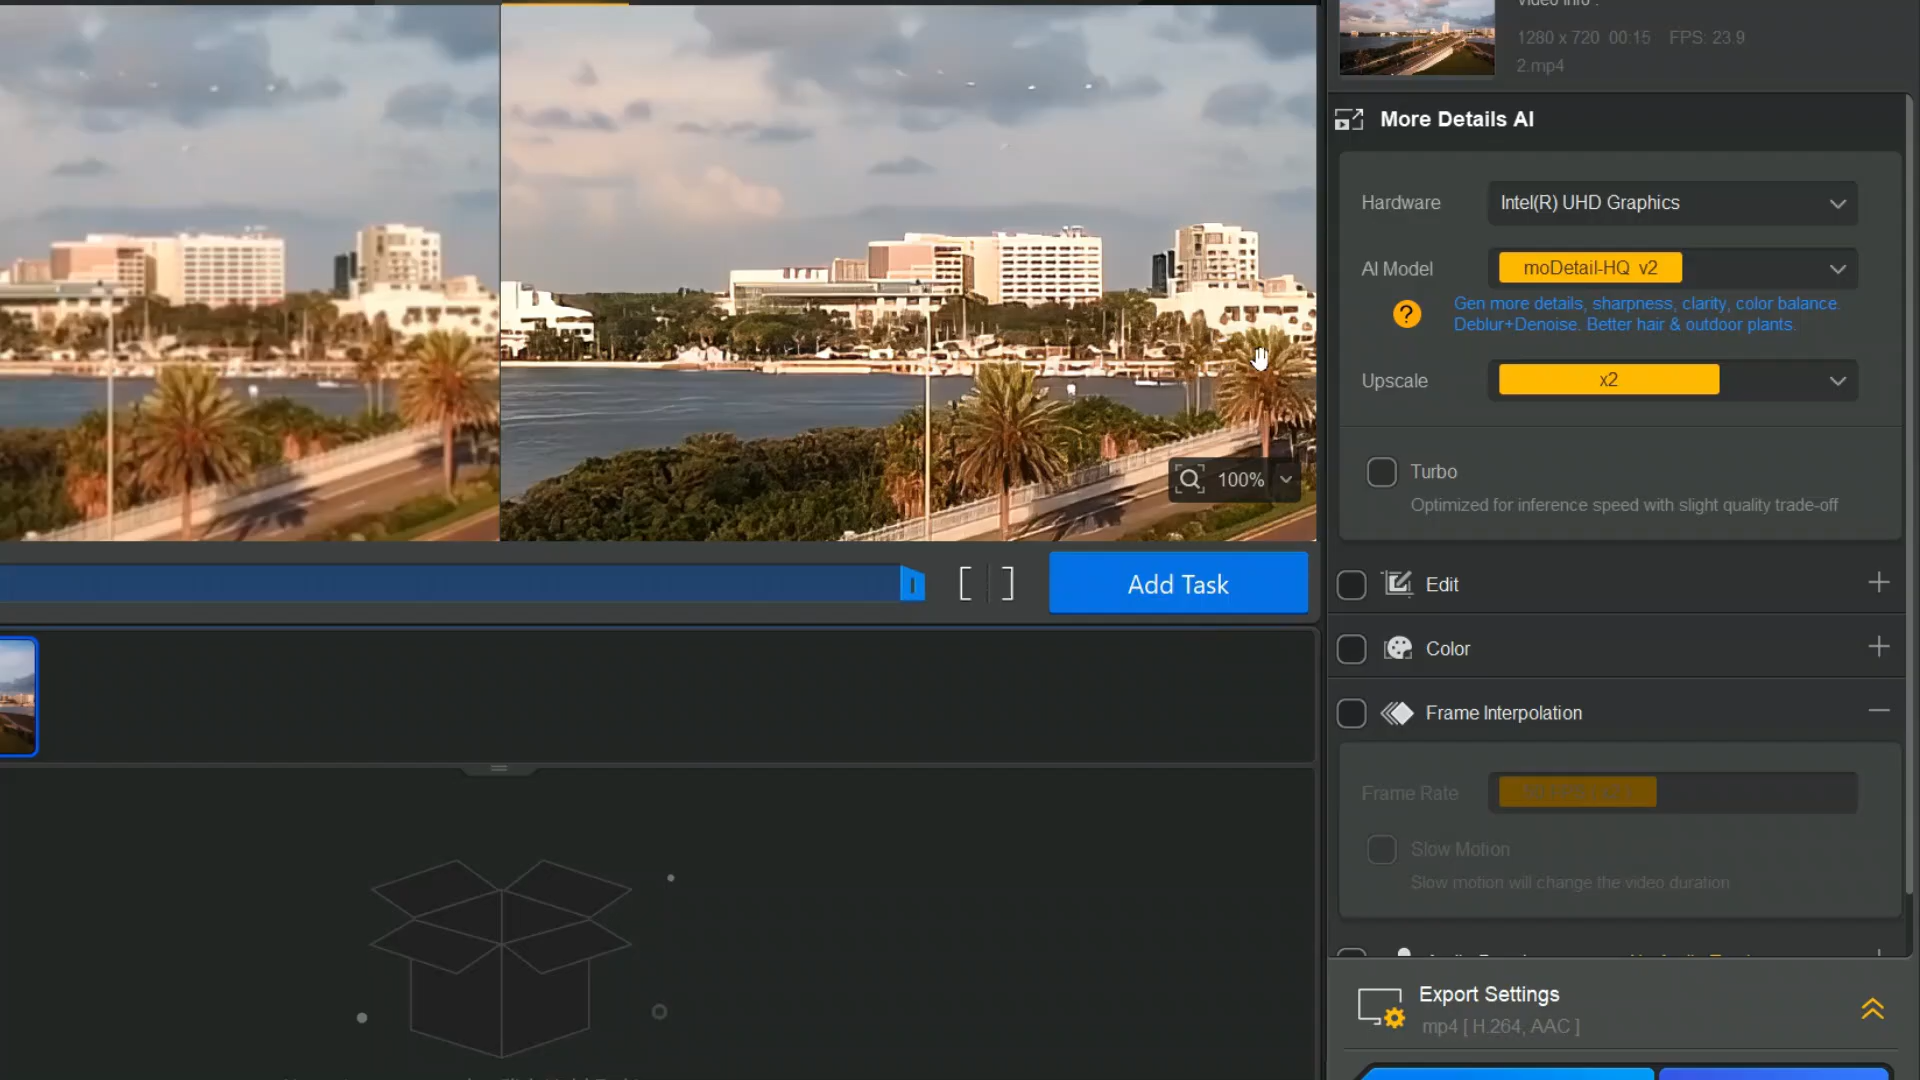 1280 x 720 00:15 FPS: 23.9
2.mp4
More Details AI
Hardware Intel(R) UHD Graphics
AI Model moDetail-HQ v2
? Gen more details, sharpness, clarity, color balance.
Deblur+Denoise. Better hair & outdoor plants.
Upscale x2
Turbo
Optimized for inference speed with slight quality trade-off
100%
Add Task
Edit
Color
Frame Interpolation
Frame Rate
Slow Motion
Slow motion will change the video duration
Export Settings
mp4 [ H.264, AAC ]